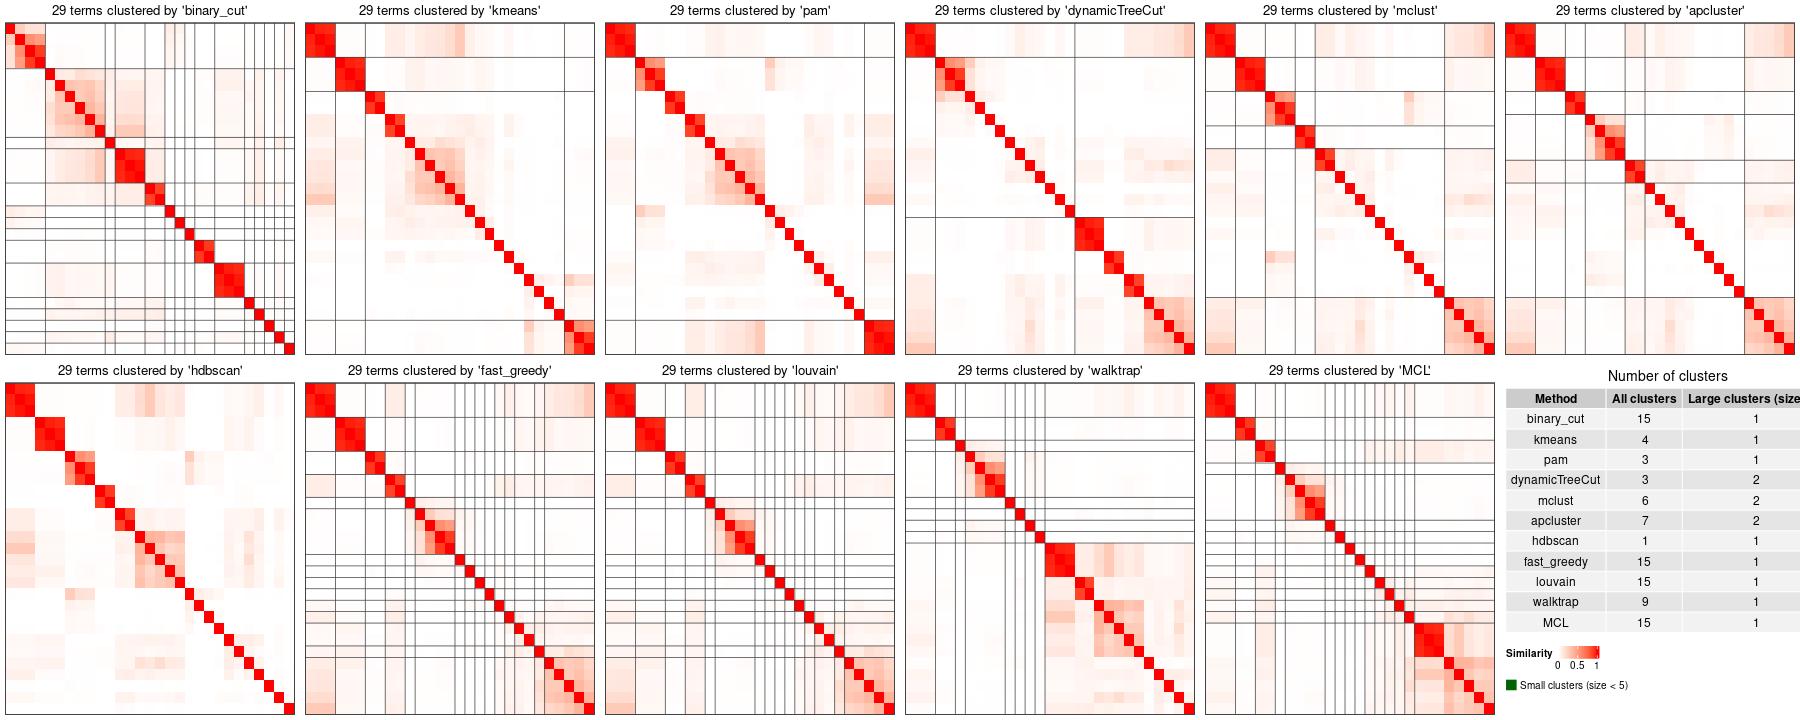 29 terms clustered by 'binary_cut'
29 terms clustered by 'kmeans'
29 terms clustered by 'pam'
29 terms clustered by 'dynamicTreeCut'
29 terms clustered by 'mclust'
29 terms clustered by 'apcluster'
29 terms clustered by 'hdbscan'
29 terms clustered by 'fast_greedy'
29 terms clustered by 'louvain'
29 terms clustered by 'walktrap'
29 terms clustered by 'MCL'
Number of clusters
Method All clusters Large clusters (size
binary_cut 15 1
kmeans 4 1
pam 3 1
dynamicTreeCut 3 2
mclust 6 2
apcluster 7 2
hdbscan 1 1
fast_greedy 15 1
louvain 15 1
walktrap 9 1
MCL 15 1
Similarity
0 0.5 1
Small clusters (size < 5)